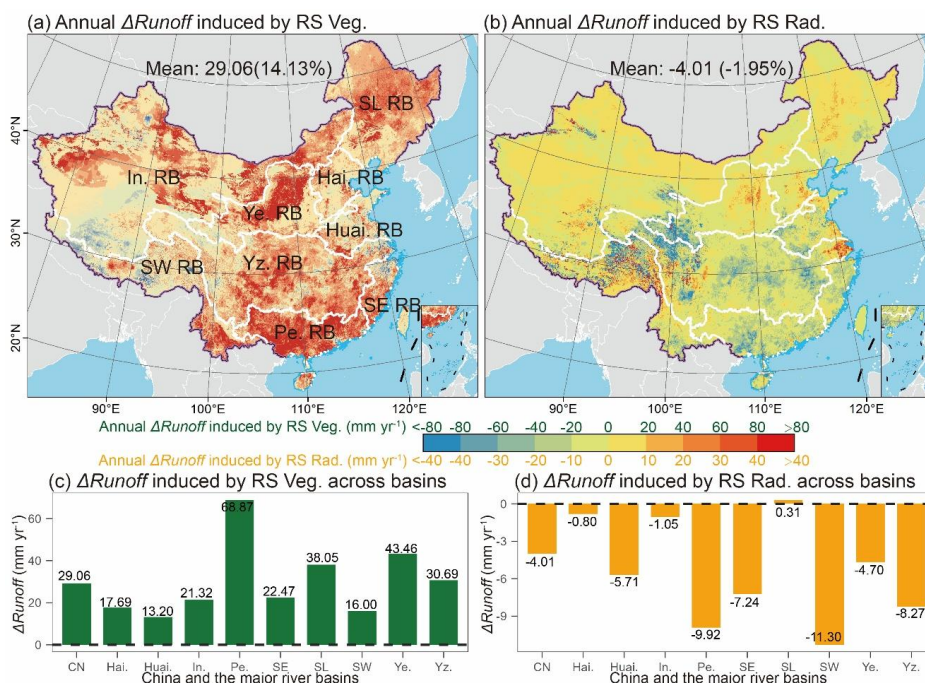 (a) Annual ΔRunoff induced by RS Veg.
(b) Annual ΔRunoff induced by RS Rad.
Mean: 29.06(14.13%)
Mean: -4.01 (-1.95%)
SL RB
In. RB
Hai. RB
Ye. RB
Huai. RB
SW RB
Yz. RB
SE RB
Pe. RB
40°N
30°N
20°N
90°E 100°E 110°E 120°E
90°E 100°E 110°E 120°E
Annual ΔRunoff induced by RS Veg. (mm yr⁻¹) <-80 -80 -60 -40 -20 0 20 40 60 80 >80
Annual ΔRunoff induced by RS Rad. (mm yr⁻¹) <-40 -40 -30 -20 -10 0 10 20 30 40 >40
(c) ΔRunoff induced by RS Veg. across basins
ΔRunoff (mm yr⁻¹)
60
40
20
0
29.06 17.69 13.20 21.32 68.87 22.47 38.05 16.00 43.46 30.69
CN Hai. Huai. In. Pe. SE SL SW Ye. Yz.
China and the major river basins
(d) ΔRunoff induced by RS Rad. across basins
ΔRunoff (mm yr⁻¹)
0
-3
-6
-9
-4.01 -0.80 -5.71 -1.05 -9.92 -7.24 0.31 -11.30 -4.70 -8.27
CN Hai. Huai. In. Pe. SE SL SW Ye. Yz.
China and the major river basins